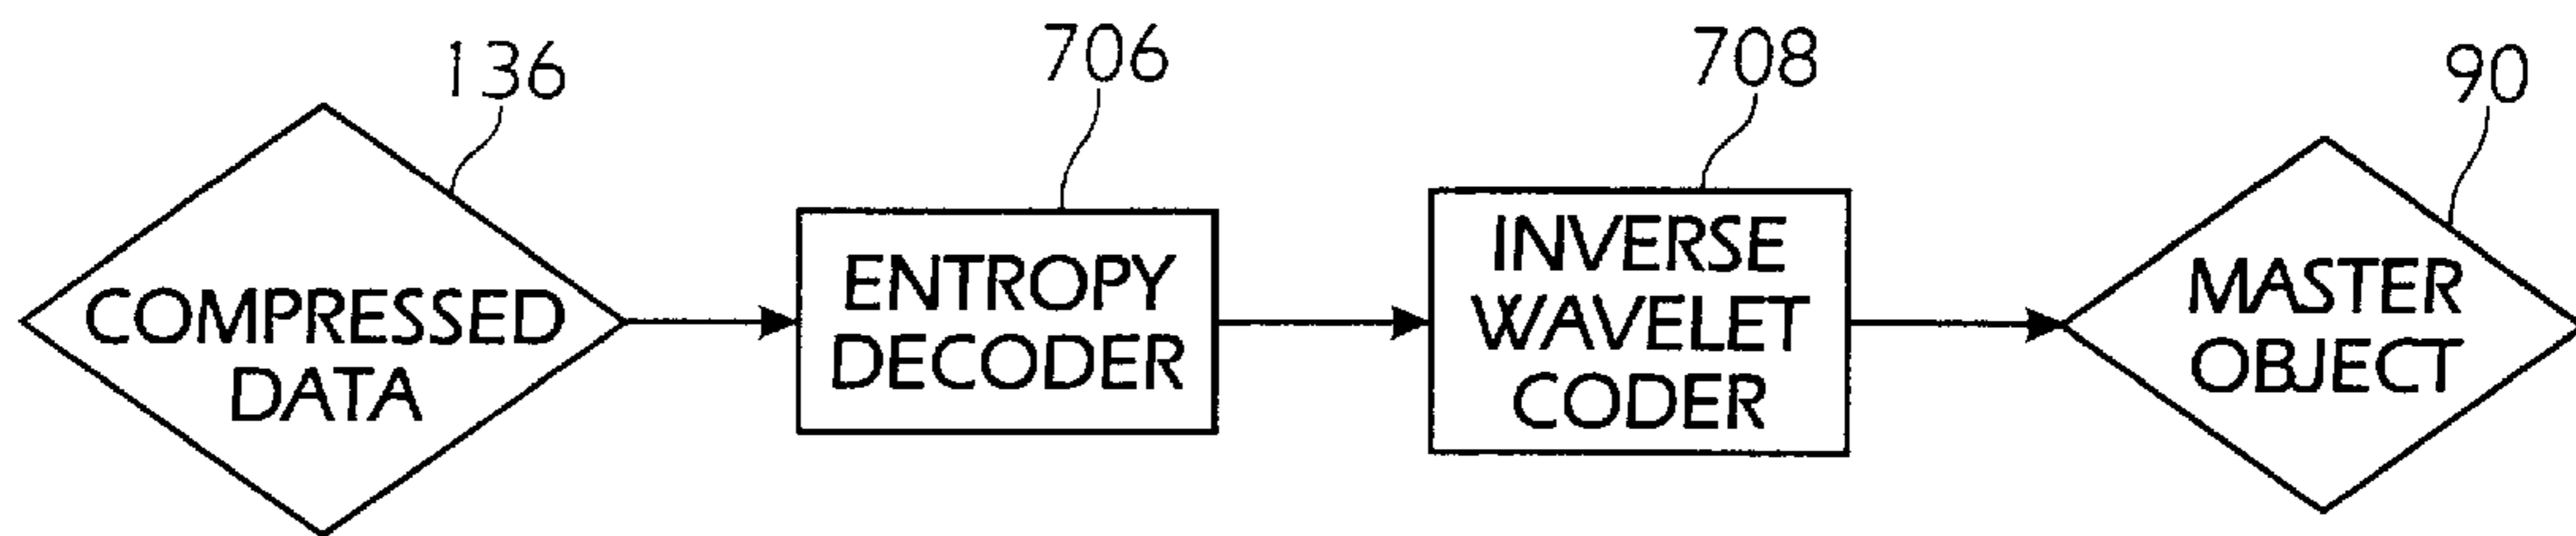 136
706
708
90
COMPRESSED
DATA
ENTROPY
DECODER
INVERSE
WAVELET
CODER
MASTER
OBJECT